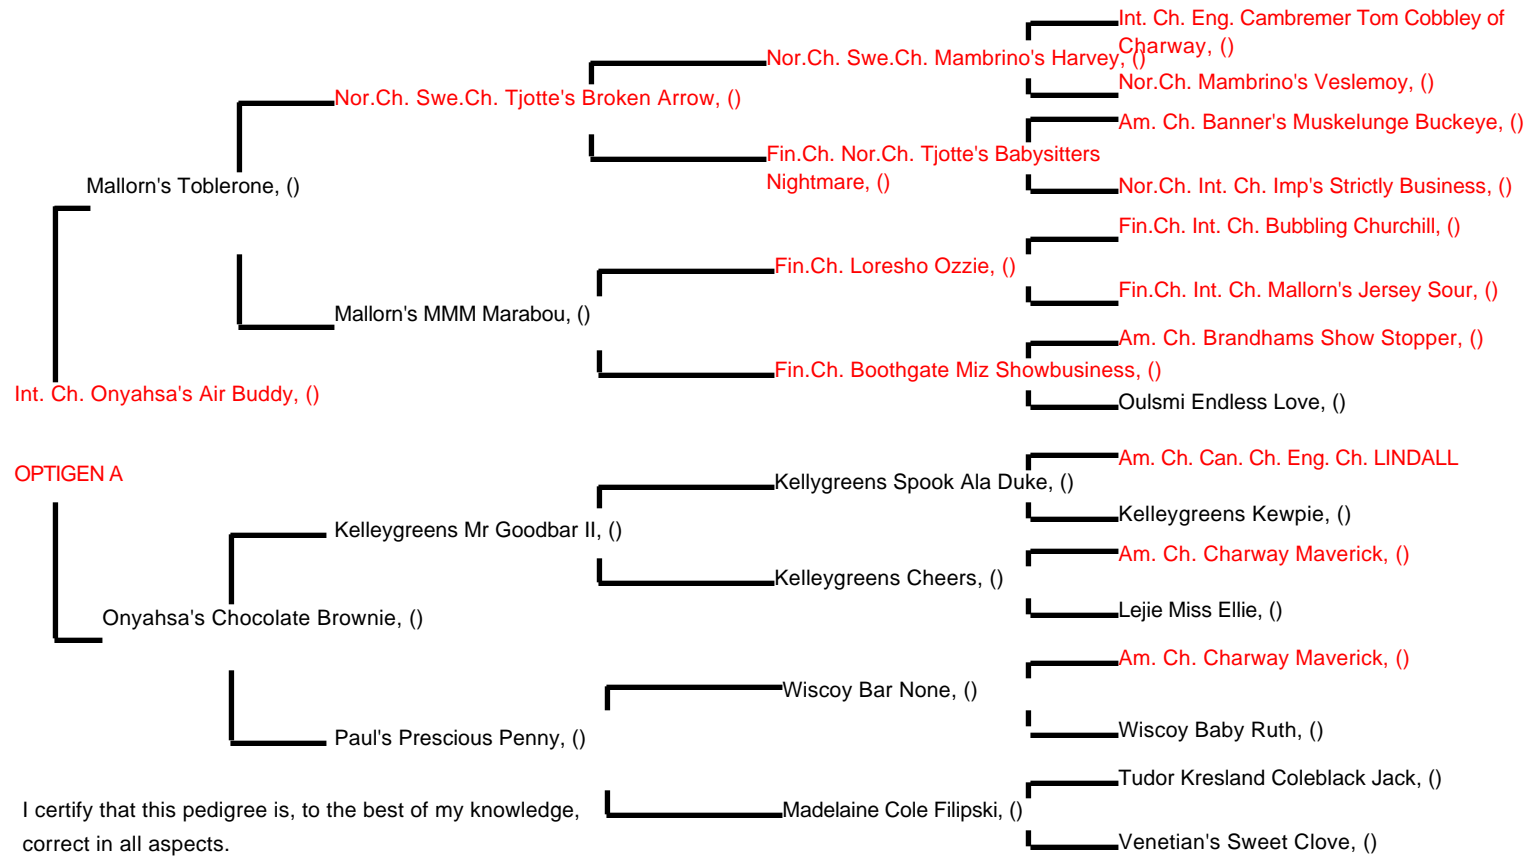 Int. Ch. Eng. Cambremer Tom Cobbley of
Charway, ()
Nor.Ch. Swe.Ch. Mambrino's Harvey, ()
Nor.Ch. Mambrino's Veslemoy, ()
Nor.Ch. Swe.Ch. Tjotte's Broken Arrow, ()
Am. Ch. Banner's Muskelunge Buckeye, ()
Fin.Ch. Nor.Ch. Tjotte's Babysitters
Nightmare, ()
Nor.Ch. Int. Ch. Imp's Strictly Business, ()
Mallorn's Toblerone, ()
Fin.Ch. Int. Ch. Bubbling Churchill, ()
Fin.Ch. Loresho Ozzie, ()
Fin.Ch. Int. Ch. Mallorn's Jersey Sour, ()
Mallorn's MMM Marabou, ()
Am. Ch. Brandhams Show Stopper, ()
Fin.Ch. Boothgate Miz Showbusiness, ()
Int. Ch. Onyahsa's Air Buddy, ()
Oulsmi Endless Love, ()
OPTIGEN A
Am. Ch. Can. Ch. Eng. Ch. LINDALL
Kellygreens Spook Ala Duke, ()
Kelleygreens Kewpie, ()
Kelleygreens Mr Goodbar II, ()
Am. Ch. Charway Maverick, ()
Kelleygreens Cheers, ()
Lejie Miss Ellie, ()
Onyahsa's Chocolate Brownie, ()
Am. Ch. Charway Maverick, ()
Wiscoy Bar None, ()
Wiscoy Baby Ruth, ()
Paul's Prescious Penny, ()
Tudor Kresland Coleblack Jack, ()
Madelaine Cole Filipski, ()
Venetian's Sweet Clove, ()
I certify that this pedigree is, to the best of my knowledge,
correct in all aspects.